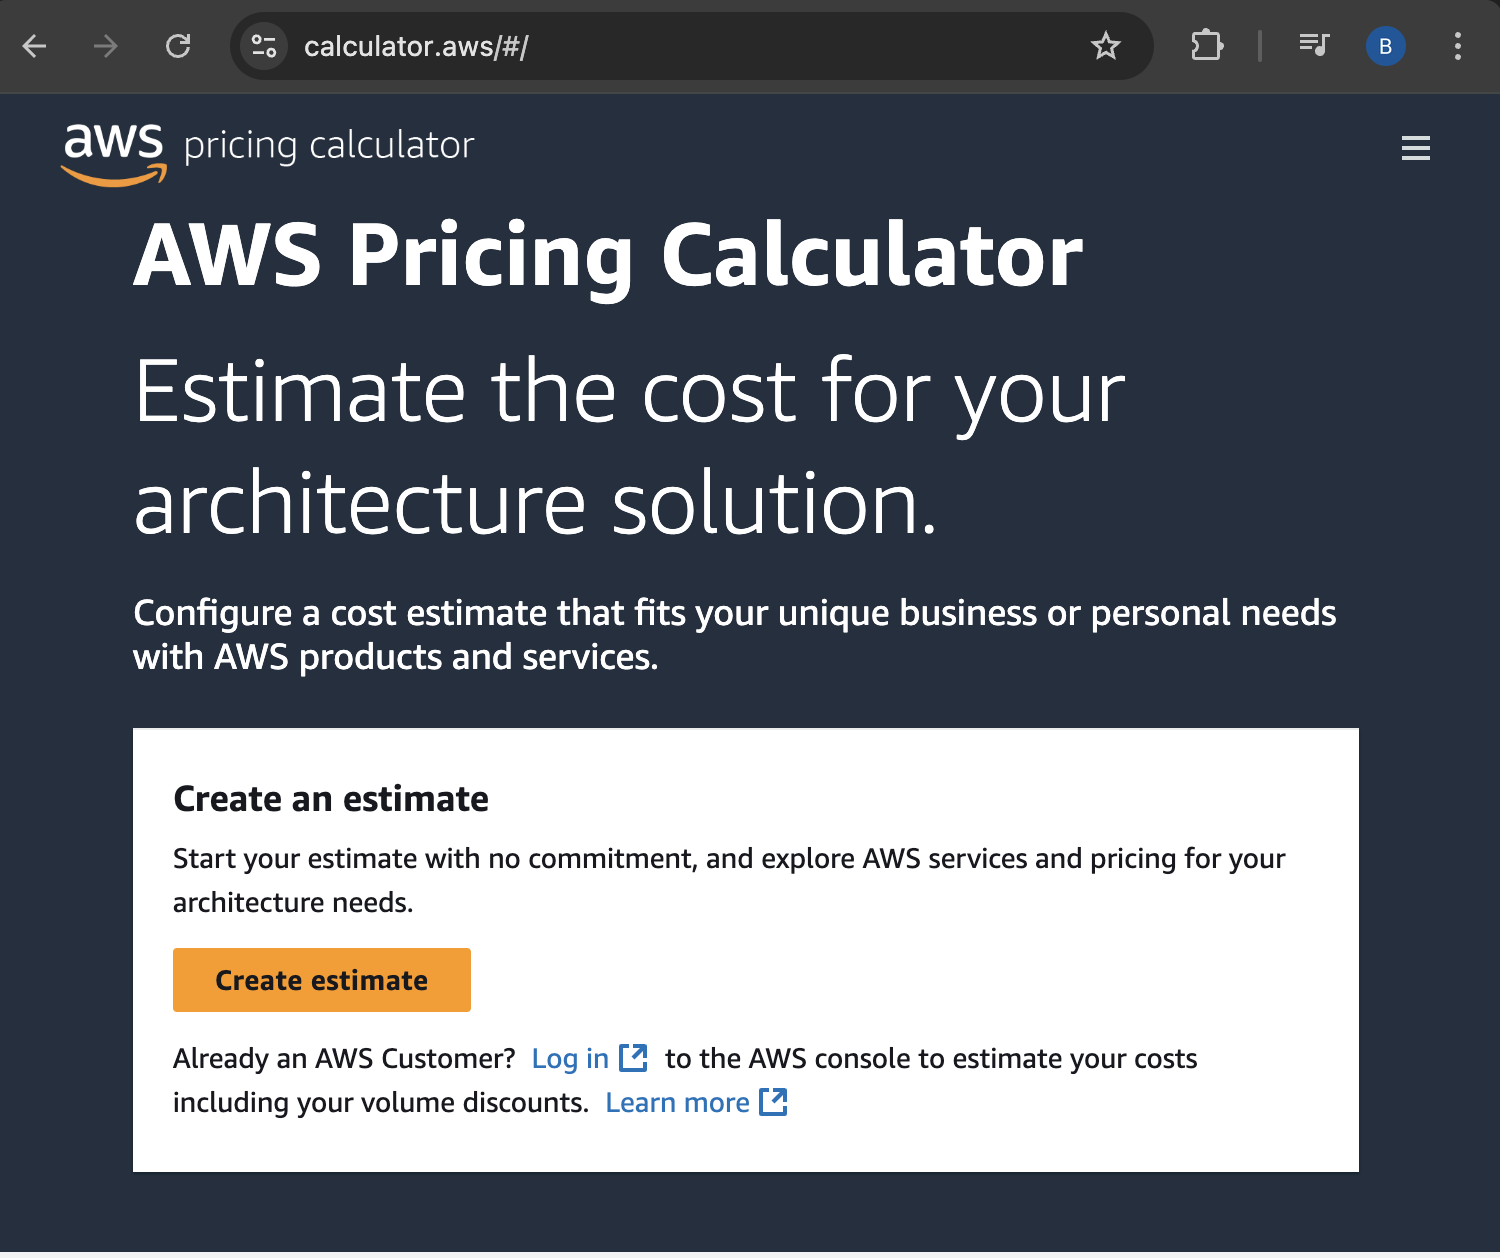 calculator.aws/#/
B
aws pricing calculator
AWS Pricing Calculator
Estimate the cost for your
architecture solution.
Configure a cost estimate that fits your unique business or personal needs
with AWS products and services.
Create an estimate
Start your estimate with no commitment, and explore AWS services and pricing for your
architecture needs.
Create estimate
Already an AWS Customer? Log in to the AWS console to estimate your costs
including your volume discounts. Learn more